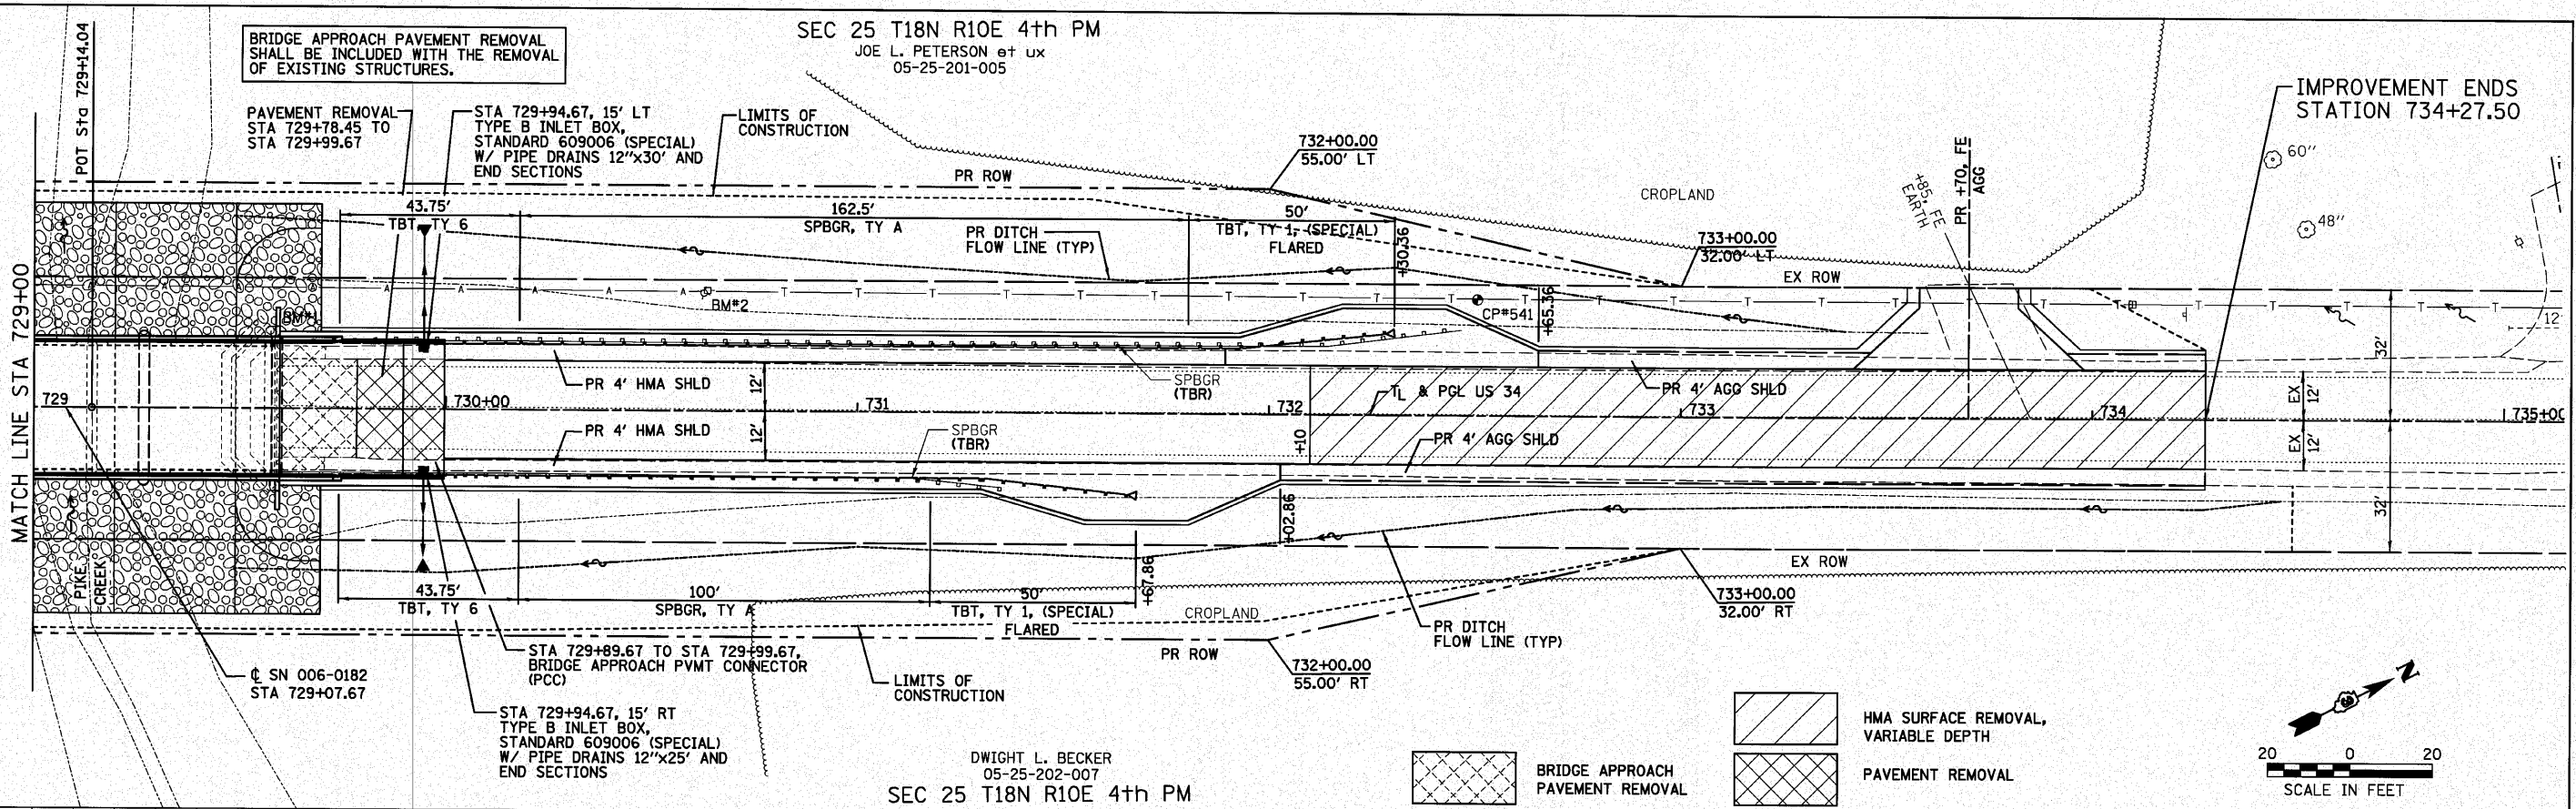 SEC 25 T18N R10E 4th PM
JOE L. PETERSON et ux
05-25-201-005
BRIDGE APPROACH PAVEMENT REMOVAL
SHALL BE INCLUDED WITH THE REMOVAL
OF EXISTING STRUCTURES.
POT Sta 729+14.04
PAVEMENT REMOVAL
STA 729+78.45 TO
STA 729+99.67
STA 729+94.67, 15' LT
TYPE B INLET BOX,
STANDARD 609006 (SPECIAL)
W/ PIPE DRAINS 12"x30' AND
END SECTIONS
LIMITS OF
CONSTRUCTION
732+00.00
55.00' LT
IMPROVEMENT ENDS
STATION 734+27.50
60"
48"
PR ROW
CROPLAND
+85, FE
EARTH
PR +70, FE
AGG
43.75'
TBT, TY 6
162.5'
SPBGR, TY A
50'
TBT, TY 1, (SPECIAL)
FLARED
+30.36
PR DITCH
FLOW LINE (TYP)
733+00.00
32.00' LT
EX ROW
MATCH LINE STA 729+00
A A A A A A
T T T T T T T T T T T T
BM#2
CP#541
+65.36
12
32'
PR 4' HMA SHLD
12'
SPBGR
(TBR)
PR 4' AGG SHLD
TL & PGL US 34
EX
12'
729
730+00
731
732
733
734
735+00
PR 4' HMA SHLD
12'
SPBGR
(TBR)
+10
PR 4' AGG SHLD
EX
12'
32'
PIKE
CREEK
+02.86
+67.86
43.75'
TBT, TY 6
100'
SPBGR, TY A
50'
TBT, TY 1, (SPECIAL)
FLARED
CROPLAND
EX ROW
733+00.00
32.00' RT
PR DITCH
FLOW LINE (TYP)
PR ROW
732+00.00
55.00' RT
℄ SN 006-0182
STA 729+07.67
STA 729+89.67 TO STA 729+99.67,
BRIDGE APPROACH PVMT CONNECTOR
(PCC)
LIMITS OF
CONSTRUCTION
STA 729+94.67, 15' RT
TYPE B INLET BOX,
STANDARD 609006 (SPECIAL)
W/ PIPE DRAINS 12"x25' AND
END SECTIONS
DWIGHT L. BECKER
05-25-202-007
SEC 25 T18N R10E 4th PM
BRIDGE APPROACH
PAVEMENT REMOVAL
HMA SURFACE REMOVAL,
VARIABLE DEPTH
PAVEMENT REMOVAL
N
20 0 20
SCALE IN FEET